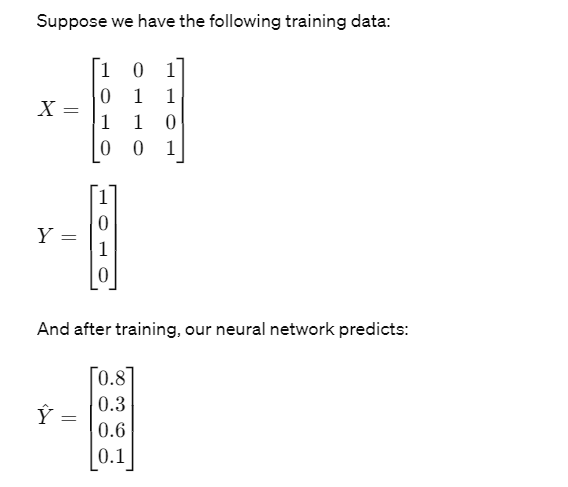 Suppose we have the following training data:
X =
1 0 1
0 1 1
1 1 0
0 0 1
Y =
1
0
1
0
And after training, our neural network predicts:
Ŷ =
0.8
0.3
0.6
0.1